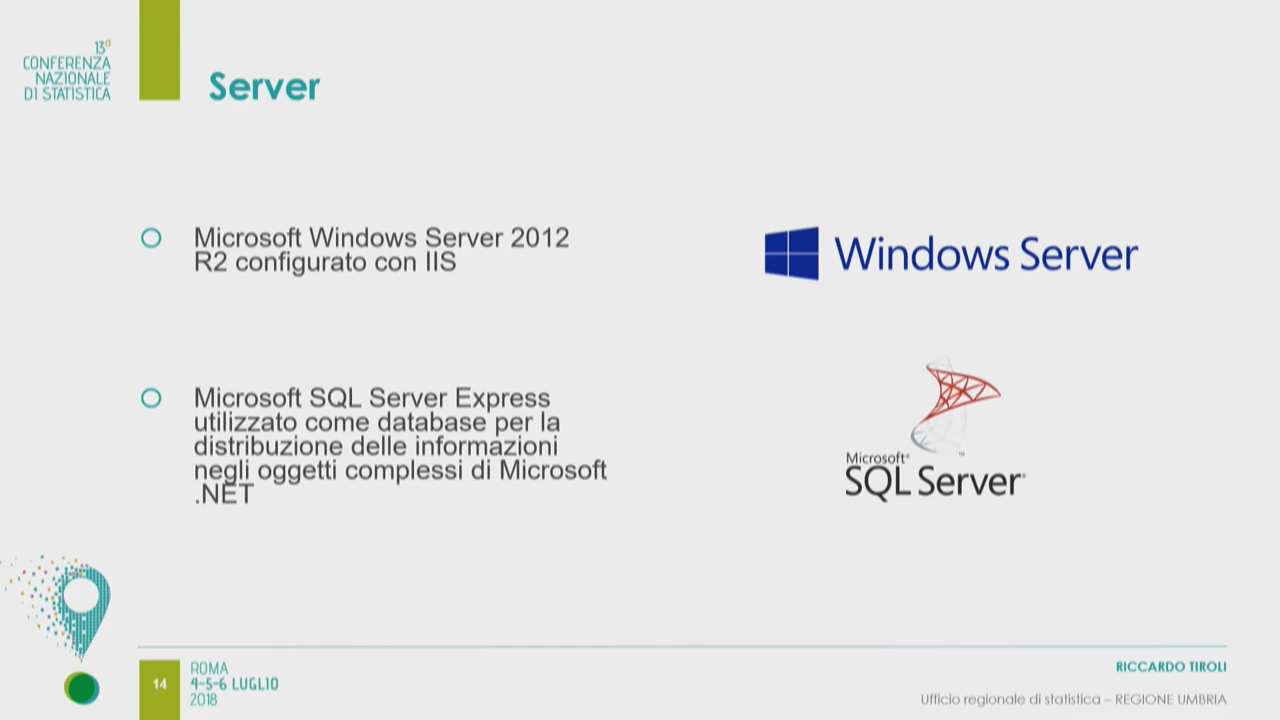 13ª
CONFERENZA
NAZIONALE
DI STATISTICA
Server
Microsoft Windows Server 2012
R2 configurato con IIS
Windows Server
Microsoft SQL Server Express
utilizzato come database per la
distribuzione delle informazioni
negli oggetti complessi di Microsoft
.NET
Microsoft®
SQL Server®
™
14
ROMA
4-5-6 LUGLIO
2018
RICCARDO TIROLI
Ufficio regionale di statistica – REGIONE UMBRIA